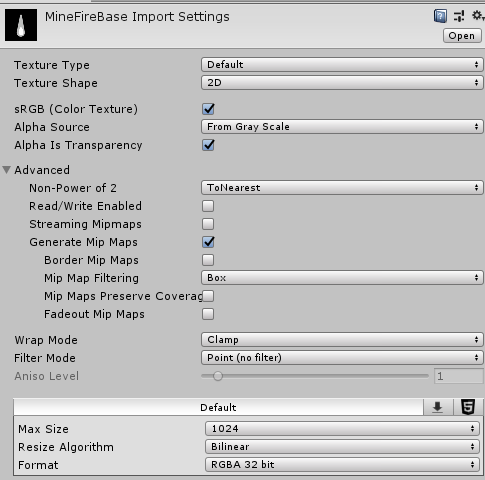 MineFireBase Import Settings
Open
Texture Type Default
Texture Shape 2D
sRGB (Color Texture)
Alpha Source From Gray Scale
Alpha Is Transparency
Advanced
Non-Power of 2 ToNearest
Read/Write Enabled
Streaming Mipmaps
Generate Mip Maps
Border Mip Maps
Mip Map Filtering Box
Mip Maps Preserve Coverag
Fadeout Mip Maps
Wrap Mode Clamp
Filter Mode Point (no filter)
Aniso Level 1
Default
Max Size 1024
Resize Algorithm Bilinear
Format RGBA 32 bit